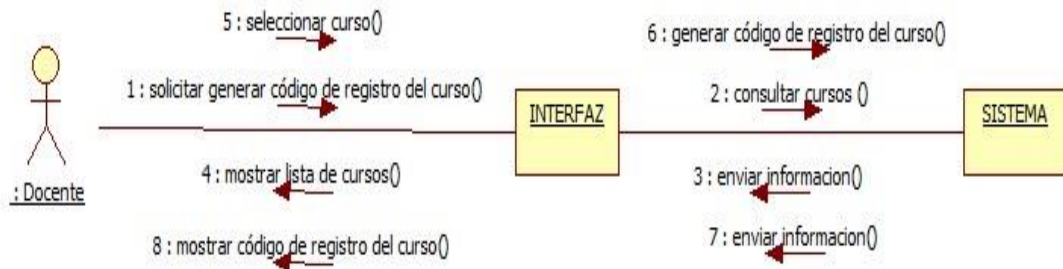 5 : seleccionar curso()
6 : generar código de registro del curso()
1 : solicitar generar código de registro del curso()
2 : consultar cursos ()
INTERFAZ
SISTEMA
4 : mostrar lista de cursos()
3 : enviar informacion()
: Docente
8 : mostrar código de registro del curso()
7 : enviar informacion()